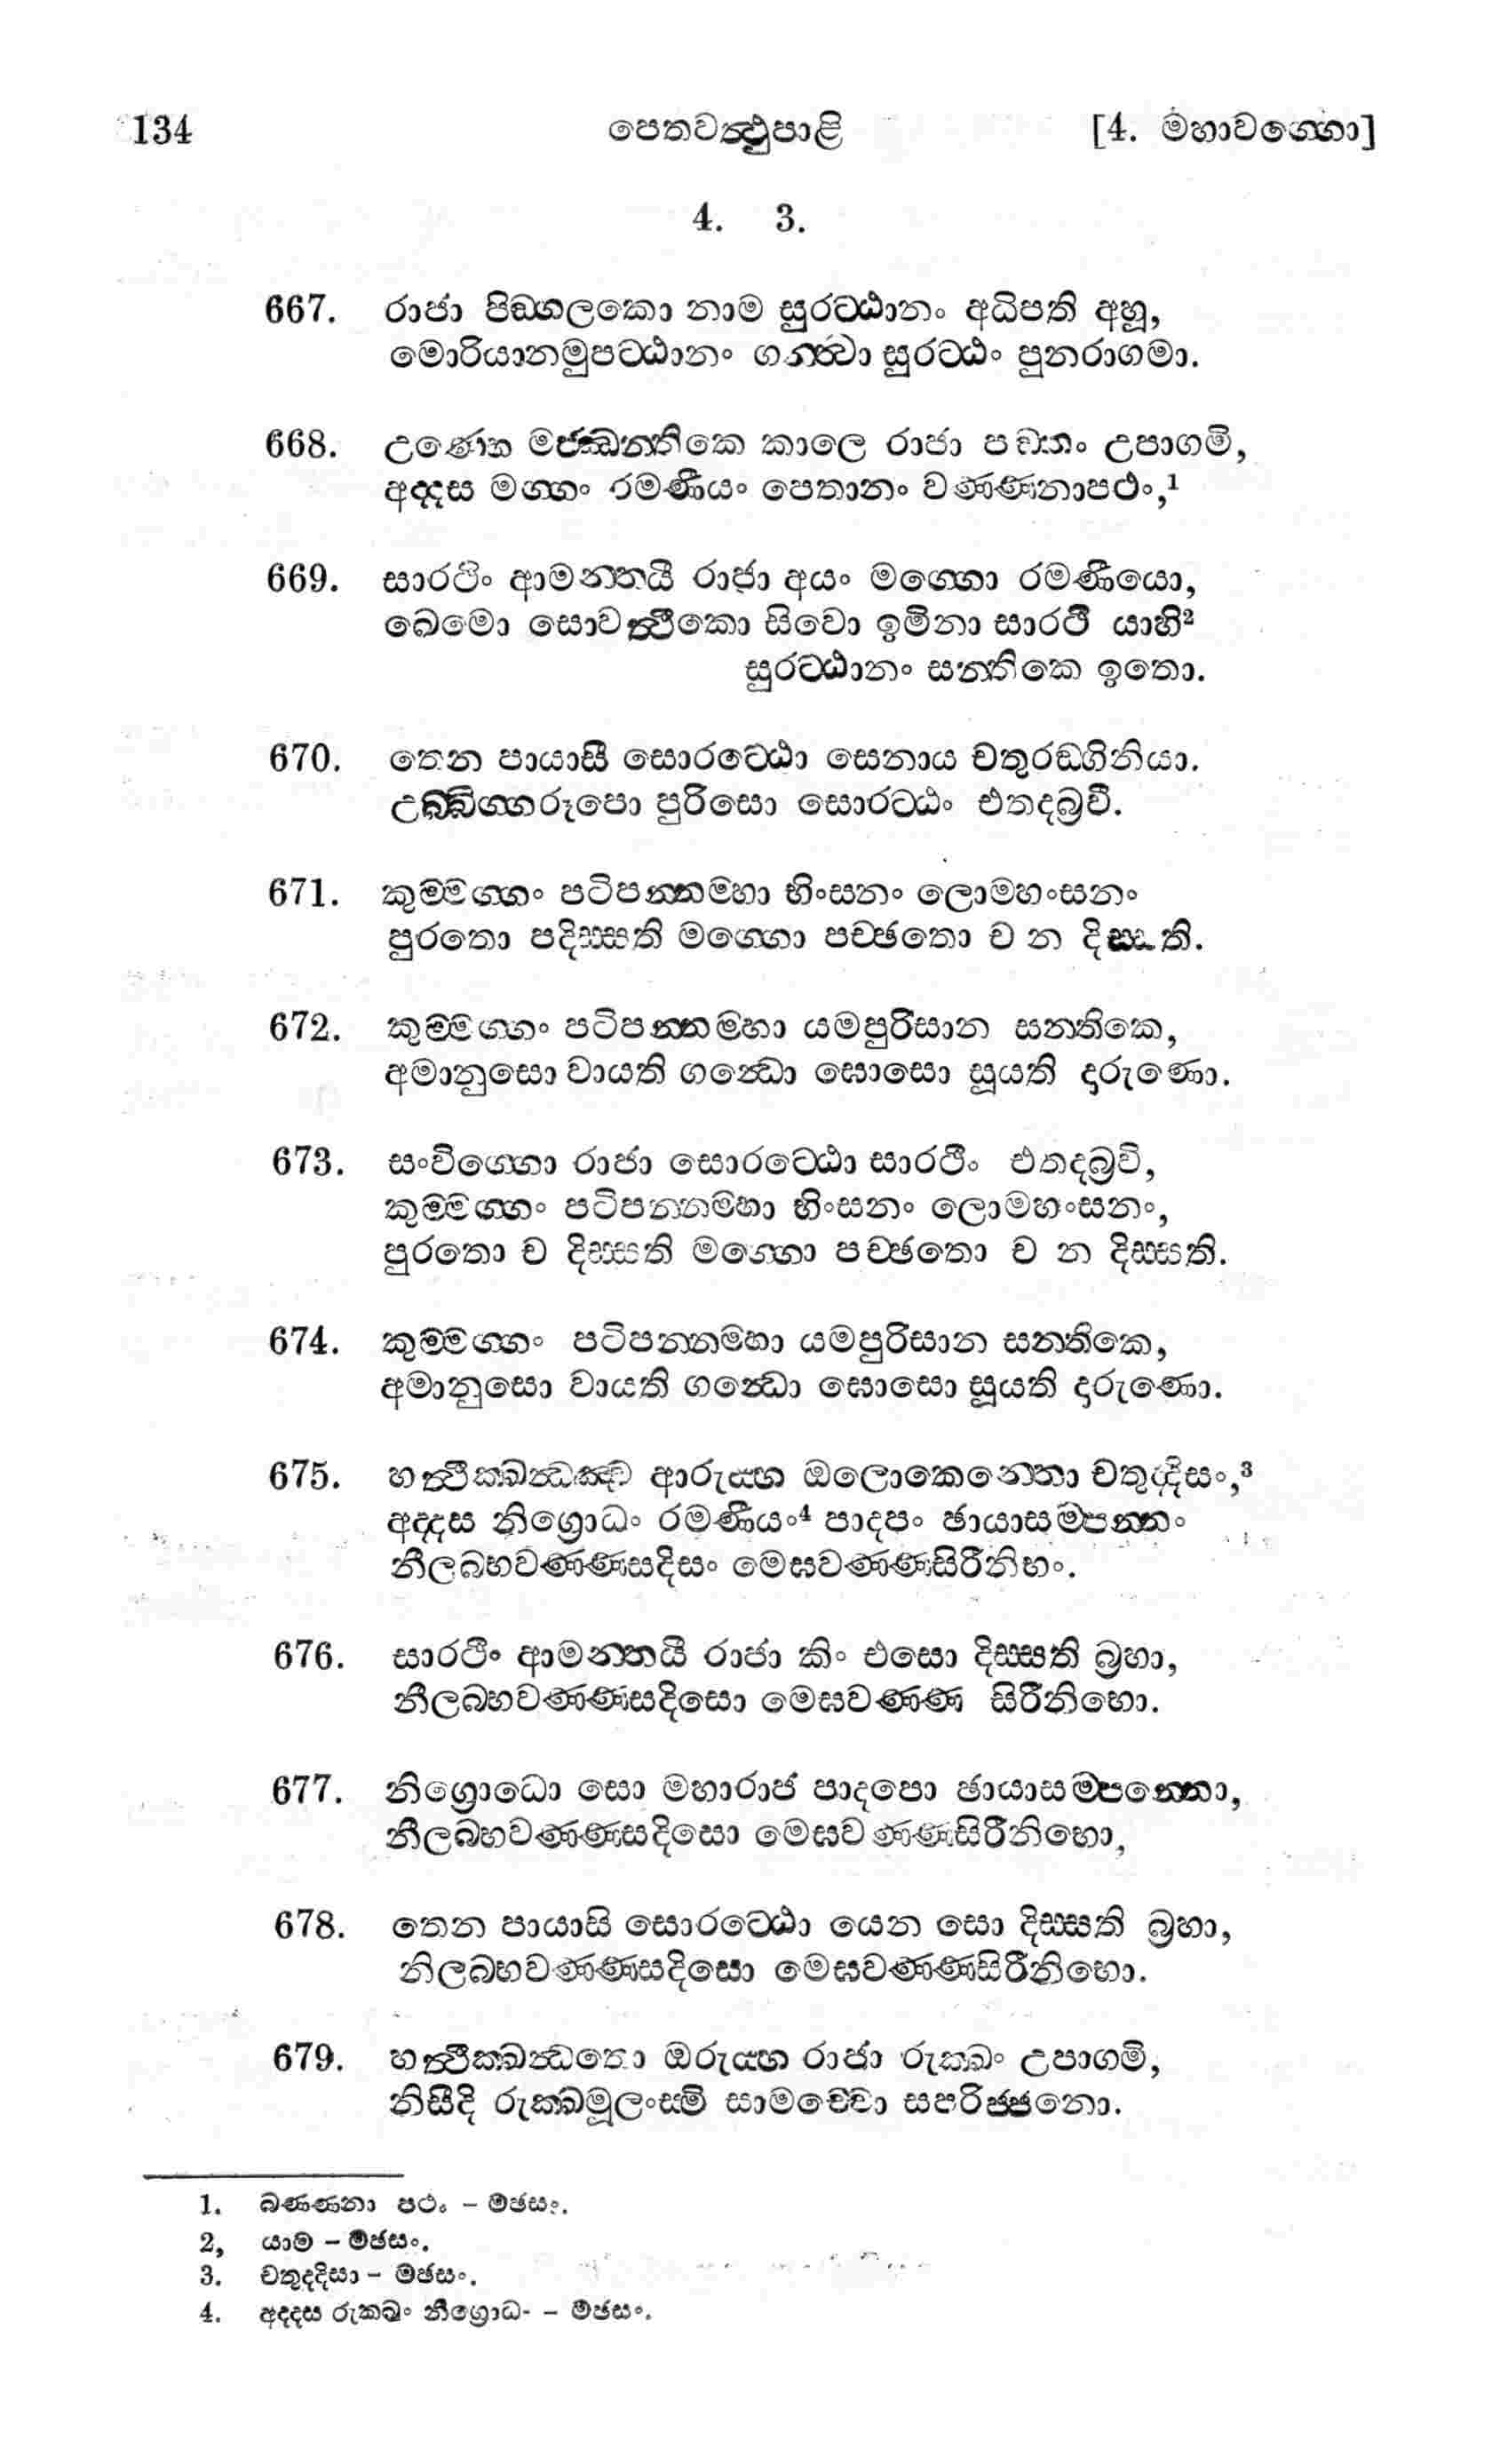 134 පෙතවත්‍ථුපාළි [4. මහාවග‍්ගො]
4. 3.
667. රාජා පිඞ‍්ගලකො නාම සුරට‍්ඨානං අධිපති අහූ,
මොරියානමුපට‍්ඨානං ගන්ත්‍වා සුරට‍්ඨං පුනරාගමා.
668. උණ්හෙ මජ‍්ඣන‍්තිකෙ කාලෙ රාජා පඞ‍්කං උපාගමි,
අද‍්දස මග‍්ගං රමණීයං පෙතානං වණ‍්ණනාපථං,¹
669. සාරථිං ආමන‍්තයී රාජා අයං මග‍්ගො රමණීයො,
ඛෙමො සොවත්‍ථීකො සිවො ඉමිනා සාරථී යාහි²
සුරට‍්ඨානං සන‍්තිකෙ ඉතො.
670. තෙන පායාසී සොරට‍්ඨො සෙනාය චතුරඞ‍්ගිනියා.
උබ‍්බිග‍්ගරූපො පුරිසො සොරට‍්ඨං එතදබ්‍රවී.
671. කුම‍්මග‍්ගං පටිපන‍්නම‍්හා භිංසනං ලොමහංසනං
පුරතො පදිස‍්සති මග‍්ගො පච‍්ඡතො ච න දිස‍්සති.
672. කුම‍්මග‍්ගං පටිපන‍්නම‍්හා යමපුරිසාන සන‍්තිකෙ,
අමානුසො වායති ගන්‍ධො ඝොසො සූයති දාරුණො.
673. සංවිග‍්ගො රාජා සොරට‍්ඨො සාරථීං එතදබ්‍රවි,
කුම‍්මග‍්ගං පටිපන‍්නම‍්හා භිංසනං ලොමහංසනං,
පුරතො ච දිස‍්සති මග‍්ගො පච‍්ඡතො ච න දිස‍්සති.
674. කුම‍්මග‍්ගං පටිපන‍්නම‍්හා යමපුරිසාන සන‍්තිකෙ,
අමානුසො වායති ගන්‍ධො ඝොසො සූයති දාරුණො.
675. හත්‍ථීක‍්ඛන්‍ධඤ‍්ච ආරුය‍්හ ඔලොකෙන‍්තො චතුද‍්දිසං,³
අද‍්දස නිග්‍රොධං රමණීයං⁴ පාදපං ඡායාසම‍්පන‍්නං
නීලබ‍්භවණ‍්ණසදිසං මෙඝවණ‍්ණසිරීනිභං.
676. සාරථීං ආමන‍්තයී රාජා කිං එසො දිස‍්සති බ්‍රහා,
නීලබ‍්භවණ‍්ණසදිසො මෙඝවණ‍්ණ සිරීනිභො.
677. නිග්‍රොධො සො මහාරාජ පාදපො ඡායාසම‍්පන‍්නො,
නීලබ‍්භවණ‍්ණසදිසො මෙඝවණ‍්ණසිරීනිභො,
678. තෙන පායාසි සොරට‍්ඨො යෙන සො දිස‍්සති බ්‍රහා,
නිලබ‍්භවණ‍්ණසදිසො මෙඝවණ‍්ණසිරීනිභො.
679. හත්‍ථීක‍්ඛන්‍ධතො ඔරුය‍්හ රාජා රුක‍්ඛං උපාගමි,
නිසීදි රුක‍්ඛමූලංස‍්මි සාමච‍්චො සපරිජ‍්ජනො.
1. බණ‍්ණනා පථං - මඡසං.
2, යාම - මඡසං.
3. චතුද‍්දිසා - මඡසං.
4. අද‍්දස රුක‍්ඛං නීග්‍රොධ- - මඡසං.